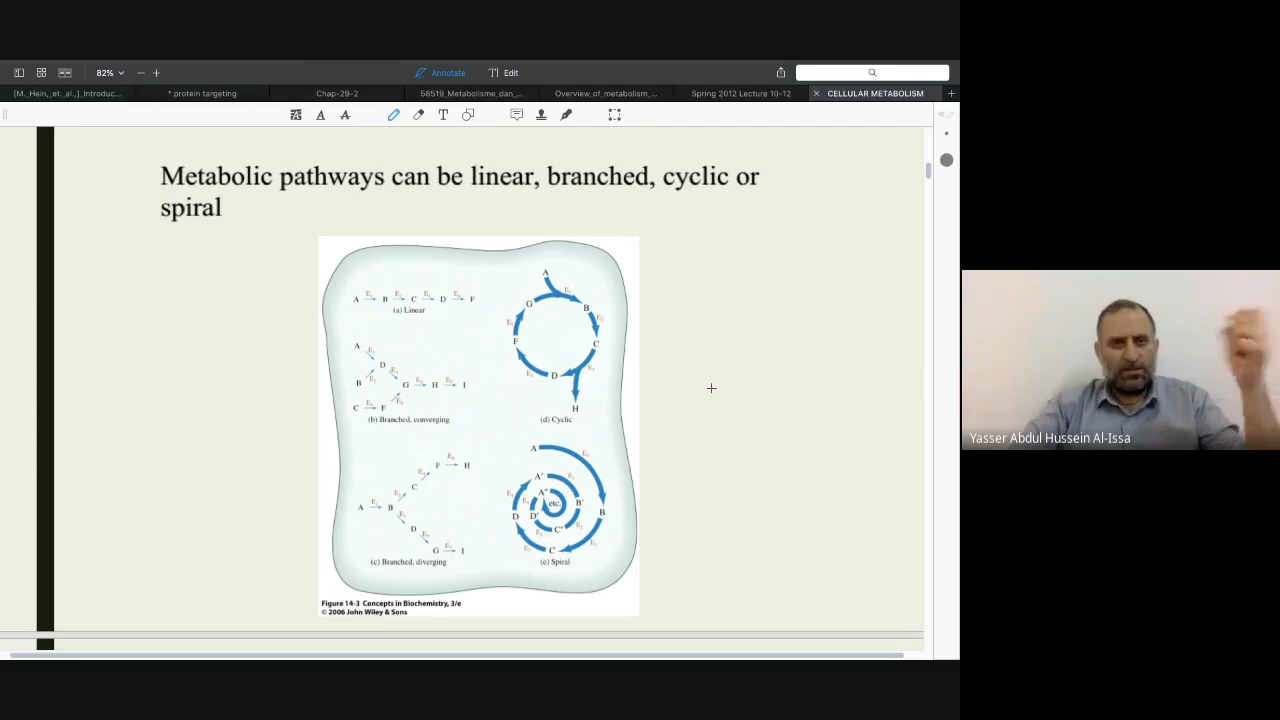 82%
Annotate
Edit
[M._Hein,_et._al.,]_Introduc...
* protein targeting
Chap-29-2
58519_Metabolisme_dan_...
Overview_of_metabolism_...
Spring 2012 Lecture 10-12
CELLULAR METABOLISM
Metabolic pathways can be linear, branched, cyclic or
spiral
A B C D F
(a) Linear
A
D
B
G H I
C F
(b) Branched, converging
F H
C
A B
D
G I
(c) Branched, diverging
A
G B
F C
D
H
(d) Cyclic
A
A'
A"
etc.
B'
D D' B
C'
C
(e) Spiral
Figure 14-3 Concepts in Biochemistry, 3/e
© 2006 John Wiley & Sons
Yasser Abdul Hussein Al-Issa